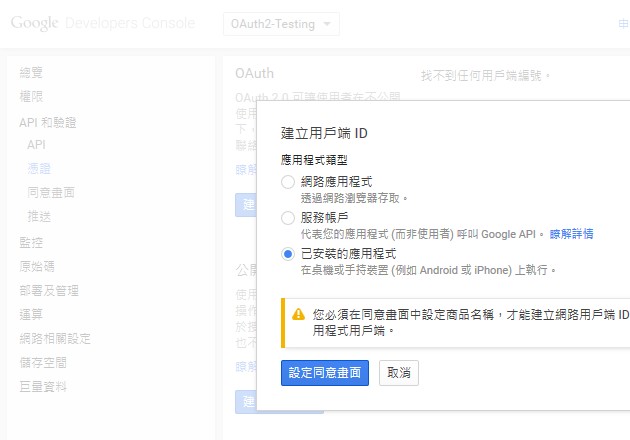 Google Developers Console
OAuth2-Testing
申
總覽
權限
API 和驗證
API
憑證
同意畫面
推送
監控
原始碼
部署及管理
運算
網路相關設定
儲存空間
巨量資料
OAuth
找不到任何用戶端編號。
OAuth 2.0 可讓使用者在不公開
使用
下，
聯絡
瞭解
建
公開
使用
操作
於擷
也不
瞭解
建
建立用戶端 ID
應用程式類型
網路應用程式
透過網路瀏覽器存取。
服務帳戶
代表您的應用程式 (而非使用者) 呼叫 Google API。 瞭解詳情
已安裝的應用程式
在桌機或手持裝置 (例如 Android 或 iPhone) 上執行。
您必須在同意畫面中設定商品名稱，才能建立網路用戶端 ID
用程式用戶端。
設定同意畫面
取消